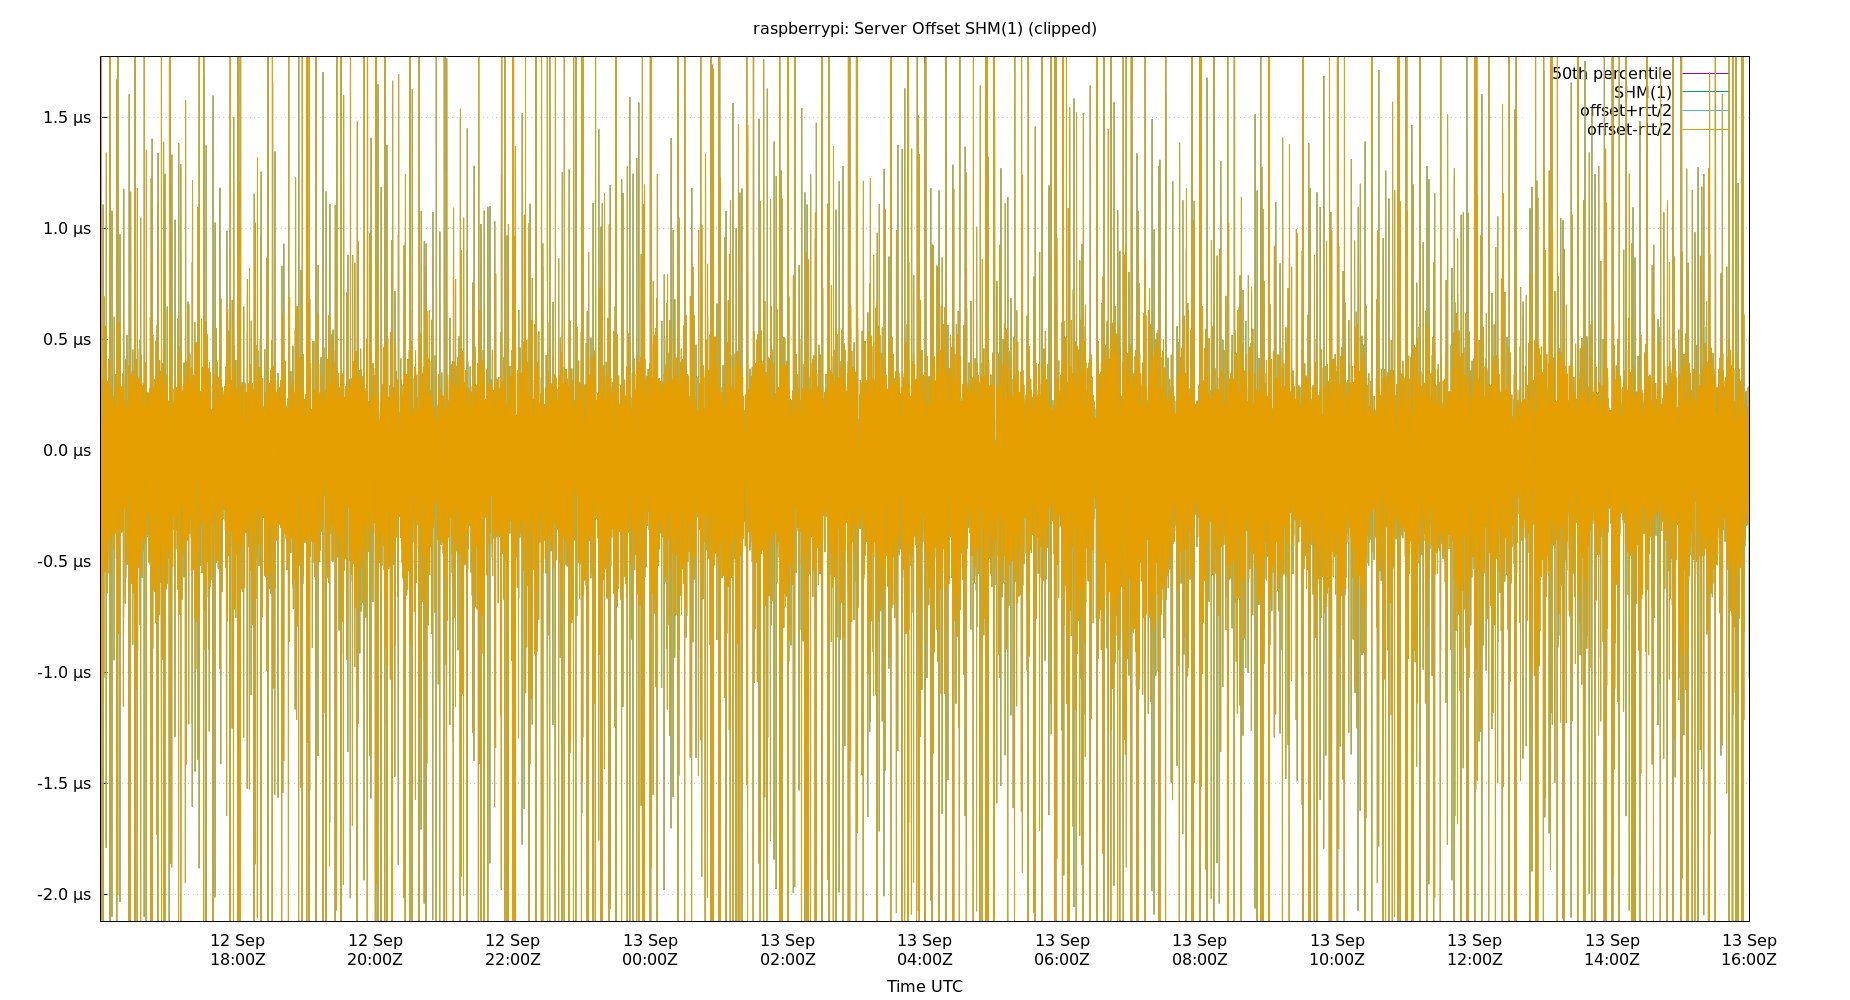 raspberrypi: Server Offset SHM(1) (clipped)
50th percentile
SHM(1)
offset+rtt/2
offset-rtt/2
1.5 µs
1.0 µs
0.5 µs
0.0 µs
-0.5 µs
-1.0 µs
-1.5 µs
-2.0 µs
12 Sep 12 Sep 12 Sep 13 Sep 13 Sep 13 Sep 13 Sep 13 Sep 13 Sep 13 Sep 13 Sep 13 Sep
18:00Z 20:00Z 22:00Z 00:00Z 02:00Z 04:00Z 06:00Z 08:00Z 10:00Z 12:00Z 14:00Z 16:00Z
Time UTC